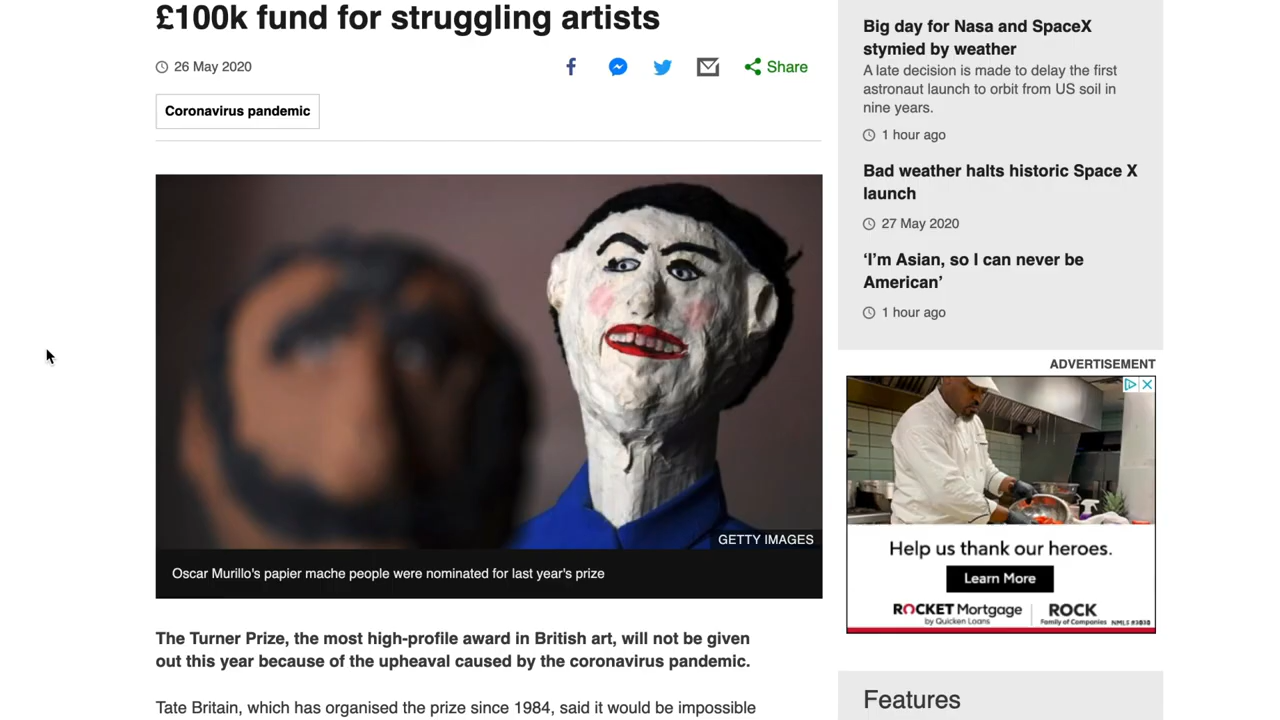 £100k fund for struggling artists
26 May 2020
Share
Coronavirus pandemic
GETTY IMAGES
Oscar Murillo's papier mache people were nominated for last year's prize
The Turner Prize, the most high-profile award in British art, will not be given
out this year because of the upheaval caused by the coronavirus pandemic.
Tate Britain, which has organised the prize since 1984, said it would be impossible
Big day for Nasa and SpaceX
stymied by weather
A late decision is made to delay the first
astronaut launch to orbit from US soil in
nine years.
1 hour ago
Bad weather halts historic Space X
launch
27 May 2020
‘I’m Asian, so I can never be
American’
1 hour ago
ADVERTISEMENT
Help us thank our heroes.
Learn More
ROCKET Mortgage
by Quicken Loans
ROCK
Family of Companies
NMLS #3030
Features